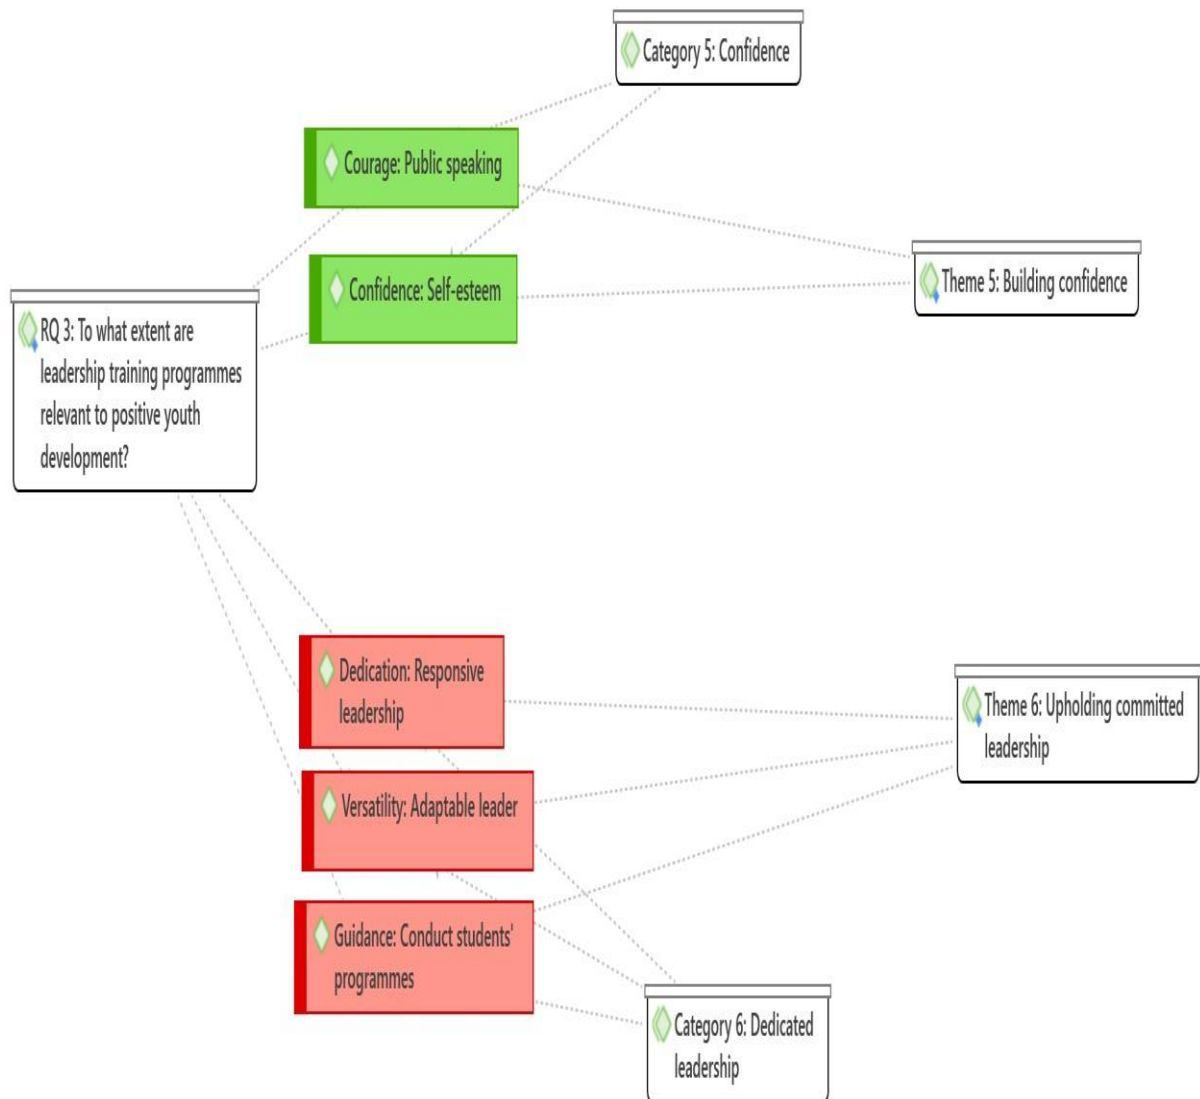 Category 5: Confidence
Courage: Public speaking
Confidence: Self-esteem
Theme 5: Building confidence
RQ 3: To what extent are
leadership training programmes
relevant to positive youth
development?
Dedication: Responsive
leadership
Theme 6: Upholding committed
leadership
Versatility: Adaptable leader
Guidance: Conduct students'
programmes
Category 6: Dedicated
leadership